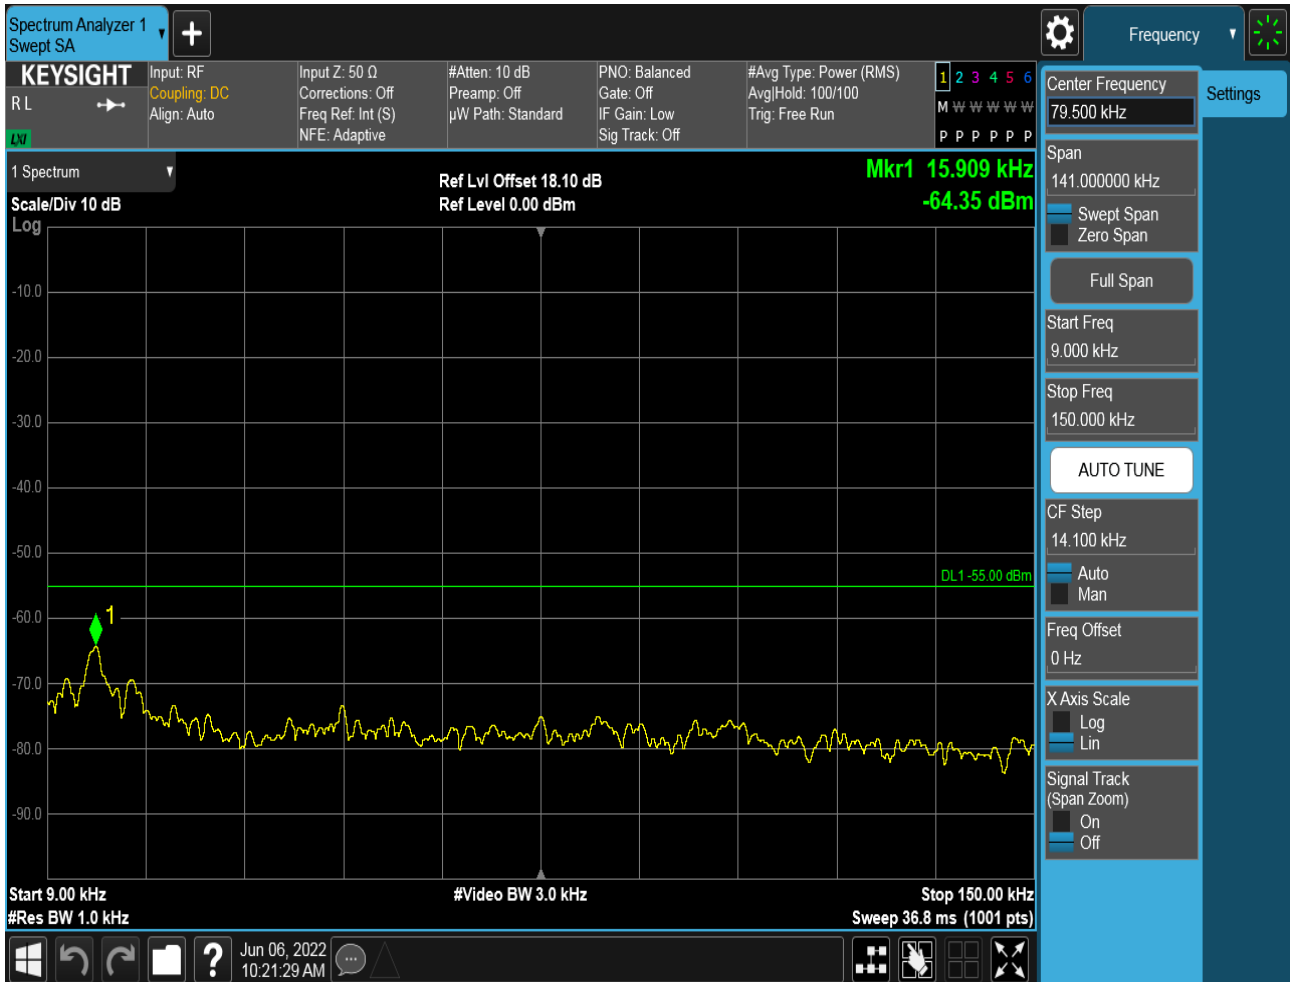 Spectrum Analyzer 1
Swept SA
Frequency
KEYSIGHT
R L
LXI
Input: RF
Coupling: DC
Align: Auto
Input Z: 50 Ω
Corrections: Off
Freq Ref: Int (S)
NFE: Adaptive
#Atten: 10 dB
Preamp: Off
µW Path: Standard
PNO: Balanced
Gate: Off
IF Gain: Low
Sig Track: Off
#Avg Type: Power (RMS)
Avg|Hold: 100/100
Trig: Free Run
1 2 3 4 5 6
M W W W W W
P P P P P P
1 Spectrum
Scale/Div 10 dB
Log
Ref Lvl Offset 18.10 dB
Ref Level 0.00 dBm
Mkr1 15.909 kHz
-64.35 dBm
-10.0
-20.0
-30.0
-40.0
-50.0
DL1 -55.00 dBm
-60.0
1
-70.0
-80.0
-90.0
Start 9.00 kHz
#Video BW 3.0 kHz
Stop 150.00 kHz
#Res BW 1.0 kHz
Sweep 36.8 ms (1001 pts)
Jun 06, 2022
10:21:29 AM
Center Frequency
79.500 kHz
Settings
Span
141.000000 kHz
Swept Span
Zero Span
Full Span
Start Freq
9.000 kHz
Stop Freq
150.000 kHz
AUTO TUNE
CF Step
14.100 kHz
Auto
Man
Freq Offset
0 Hz
X Axis Scale
Log
Lin
Signal Track
(Span Zoom)
On
Off